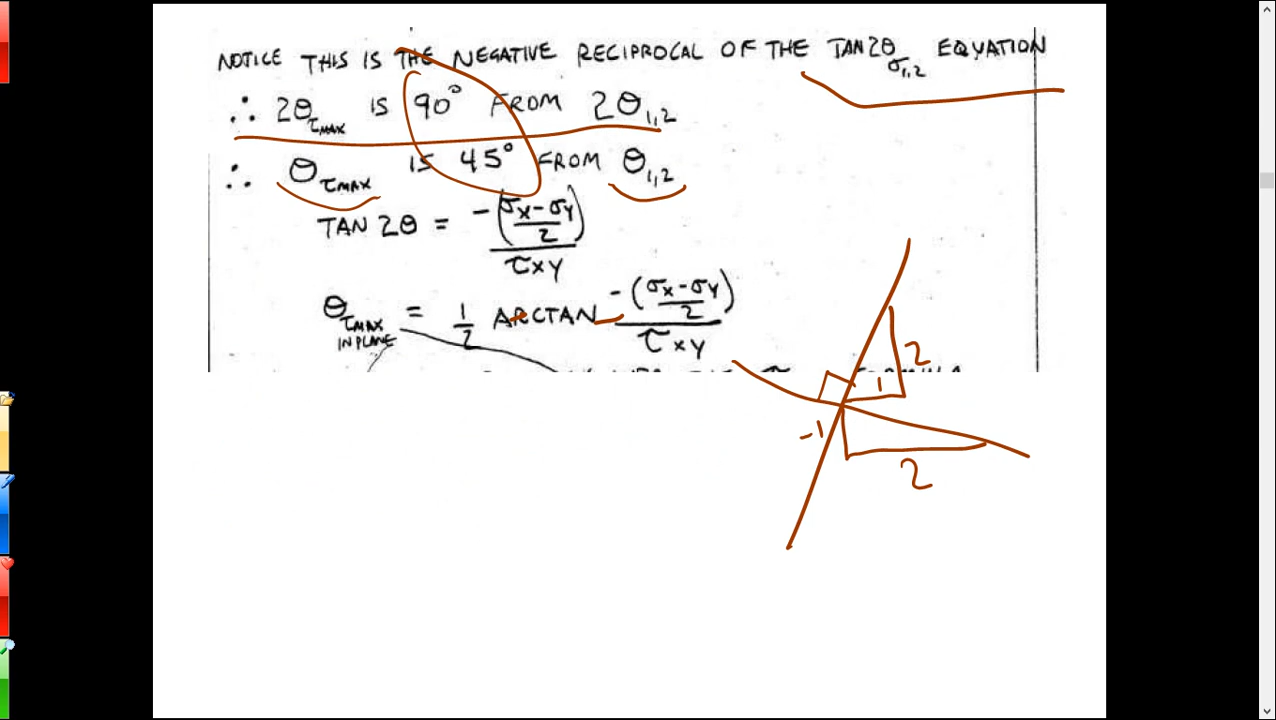 NOTICE THIS IS THE NEGATIVE RECIPROCAL OF THE TAN2θσ1,2 EQUATION
∴ 2θτMAX IS 90° FROM 2θ1,2
∴ θτMAX IS 45° FROM θ1,2
TAN 2θ = -(σx-σy/2)/τxy
θτMAX IN PLANE = 1/2 ARCTAN -(σx-σy/2)/τxy
2
1
-1
2